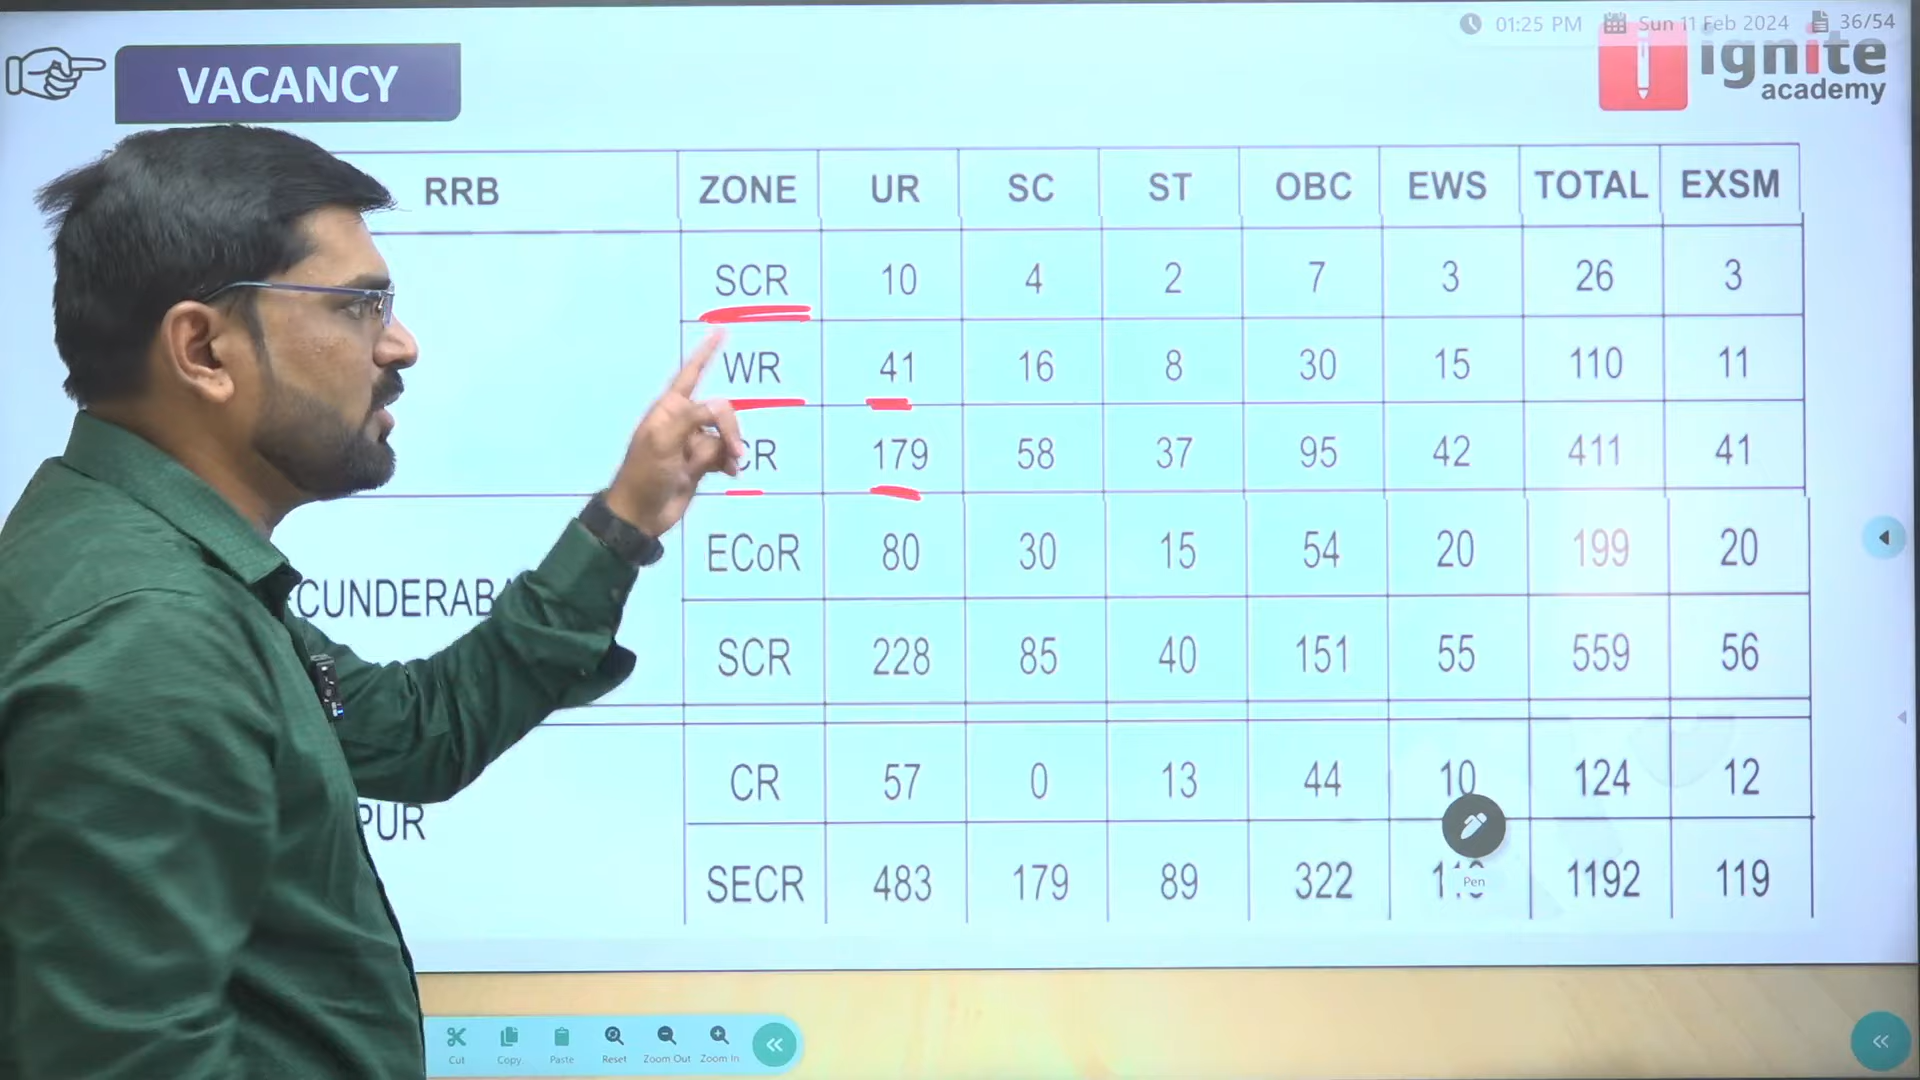 01:25 PM Sun 11 Feb 2024 36/54
VACANCY
ignite
academy
RRB ZONE UR SC ST OBC EWS TOTAL EXSM
SCR 10 4 2 7 3 26 3
WR 41 16 8 30 15 110 11
CR 179 58 37 95 42 411 41
ECoR 80 30 15 54 20 199 20
CUNDERABA
SCR 228 85 40 151 55 559 56
CR 57 0 13 44 10 124 12
PUR
SECR 483 179 89 322 1192 119
Pen
Cut Copy Paste Reset Zoom Out Zoom In